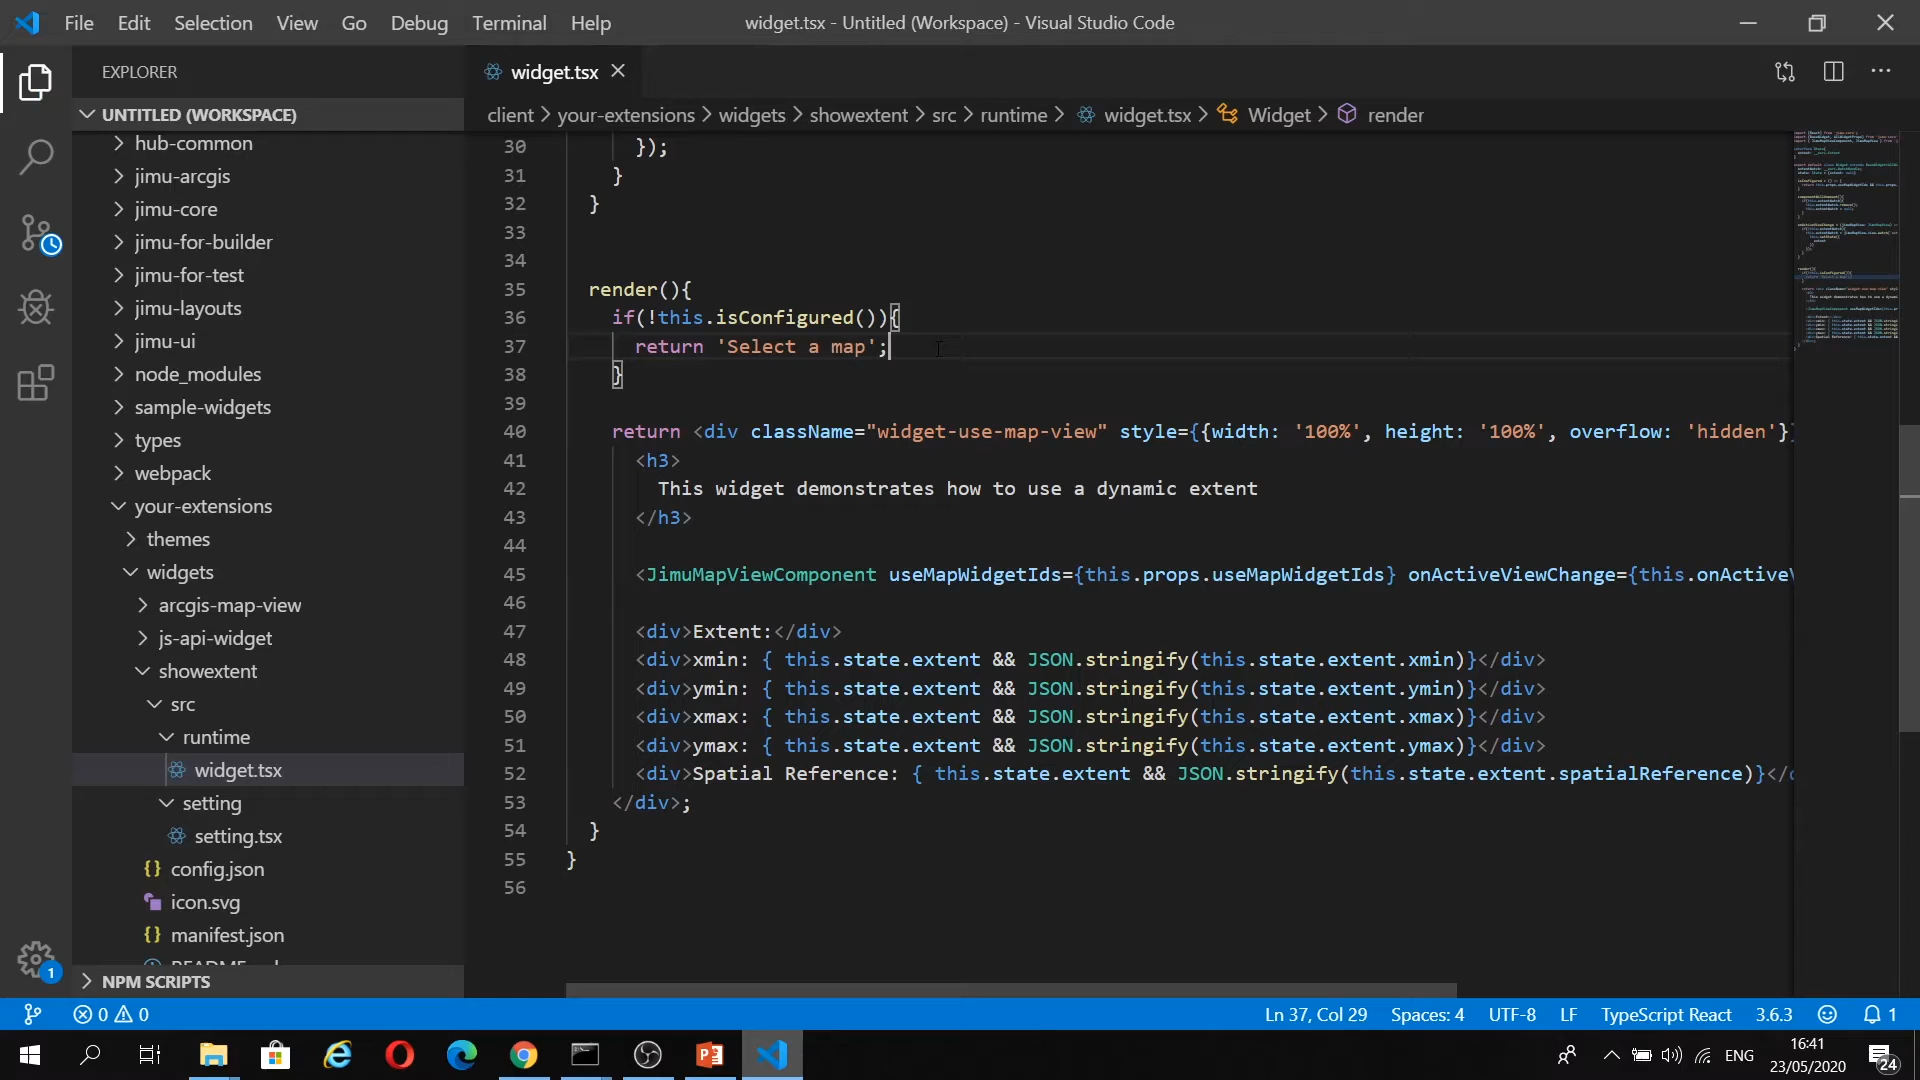 File Edit Selection View Go Debug Terminal Help
widget.tsx - Untitled (Workspace) - Visual Studio Code
EXPLORER
UNTITLED (WORKSPACE)
hub-common
jimu-arcgis
jimu-core
jimu-for-builder
jimu-for-test
jimu-layouts
jimu-ui
node_modules
sample-widgets
types
webpack
your-extensions
themes
widgets
arcgis-map-view
js-api-widget
showextent
src
runtime
widget.tsx
setting
setting.tsx
config.json
icon.svg
manifest.json
NPM SCRIPTS
widget.tsx
client > your-extensions > widgets > showextent > src > runtime > widget.tsx > Widget > render
30 });
31 }
32 }
33
34
35 render(){
36 if(!this.isConfigured()){
37 return 'Select a map';
38 }
39
40 return <div className="widget-use-map-view" style={{width: '100%', height: '100%', overflow: 'hidden'}
41 <h3>
42 This widget demonstrates how to use a dynamic extent
43 </h3>
44
45 <JimuMapViewComponent useMapWidgetIds={this.props.useMapWidgetIds} onActiveViewChange={this.onActiveV
46
47 <div>Extent:</div>
48 <div>xmin: { this.state.extent && JSON.stringify(this.state.extent.xmin)}</div>
49 <div>ymin: { this.state.extent && JSON.stringify(this.state.extent.ymin)}</div>
50 <div>xmax: { this.state.extent && JSON.stringify(this.state.extent.xmax)}</div>
51 <div>ymax: { this.state.extent && JSON.stringify(this.state.extent.ymax)}</div>
52 <div>Spatial Reference: { this.state.extent && JSON.stringify(this.state.extent.spatialReference)}</
53 </div>;
54 }
55 }
56
1
0 0
Ln 37, Col 29 Spaces: 4 UTF-8 LF TypeScript React 3.6.3 1
ENG
16:41
23/05/2020
24